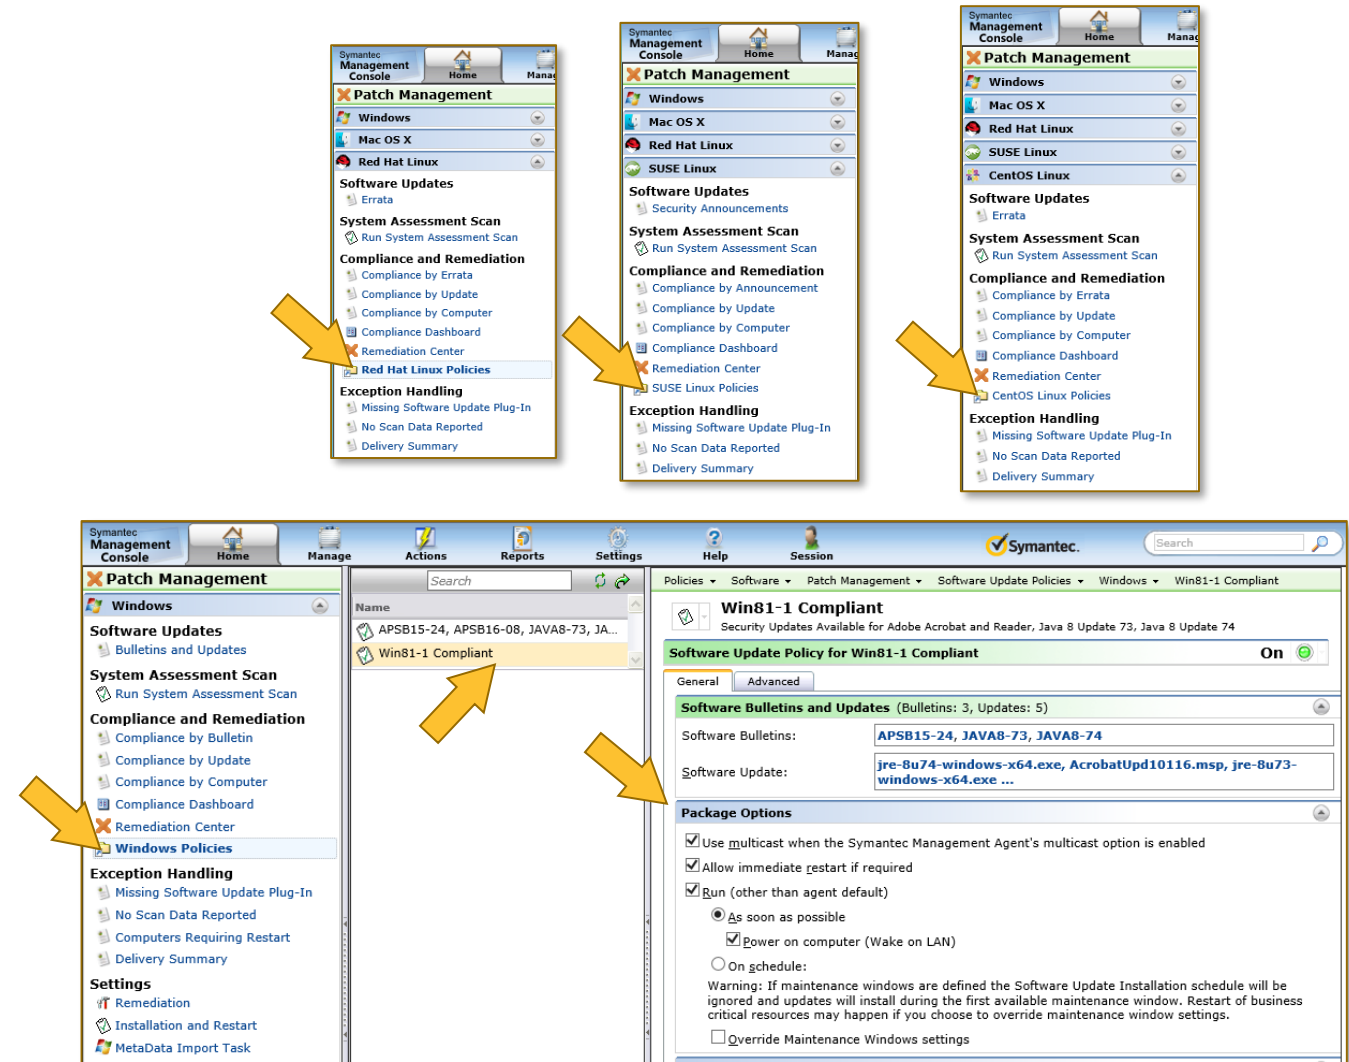 Symantec
Management
Console
Home
Manag
Patch Management
Windows
Mac OS X
Red Hat Linux
Software Updates
Errata
System Assessment Scan
Run System Assessment Scan
Compliance and Remediation
Compliance by Errata
Compliance by Update
Compliance by Computer
Compliance Dashboard
Remediation Center
Red Hat Linux Policies
Exception Handling
Missing Software Update Plug-In
No Scan Data Reported
Delivery Summary
Symantec
Management
Console
Home
Manag
Patch Management
Windows
Mac OS X
Red Hat Linux
SUSE Linux
Software Updates
Security Announcements
System Assessment Scan
Run System Assessment Scan
Compliance and Remediation
Compliance by Announcement
Compliance by Update
Compliance by Computer
Compliance Dashboard
Remediation Center
SUSE Linux Policies
Exception Handling
Missing Software Update Plug-In
No Scan Data Reported
Delivery Summary
Symantec
Management
Console
Home
Manag
Patch Management
Windows
Mac OS X
Red Hat Linux
SUSE Linux
CentOS Linux
Software Updates
Errata
System Assessment Scan
Run System Assessment Scan
Compliance and Remediation
Compliance by Errata
Compliance by Update
Compliance by Computer
Compliance Dashboard
Remediation Center
CentOS Linux Policies
Exception Handling
Missing Software Update Plug-In
No Scan Data Reported
Delivery Summary
Symantec
Management
Console
Home
Manage
Actions
Reports
Settings
Help
Session
Symantec.
Search
Patch Management
Windows
Software Updates
Bulletins and Updates
System Assessment Scan
Run System Assessment Scan
Compliance and Remediation
Compliance by Bulletin
Compliance by Update
Compliance by Computer
Compliance Dashboard
Remediation Center
Windows Policies
Exception Handling
Missing Software Update Plug-In
No Scan Data Reported
Computers Requiring Restart
Delivery Summary
Settings
Remediation
Installation and Restart
MetaData Import Task
Search
Name
APSB15-24, APSB16-08, JAVA8-73, JA...
Win81-1 Compliant
Policies Software Patch Management Software Update Policies Windows Win81-1 Compliant
Win81-1 Compliant
Security Updates Available for Adobe Acrobat and Reader, Java 8 Update 73, Java 8 Update 74
Software Update Policy for Win81-1 Compliant On
General Advanced
Software Bulletins and Updates (Bulletins: 3, Updates: 5)
Software Bulletins: APSB15-24, JAVA8-73, JAVA8-74
Software Update: jre-8u74-windows-x64.exe, AcrobatUpd10116.msp, jre-8u73-
windows-x64.exe ...
Package Options
Use multicast when the Symantec Management Agent's multicast option is enabled
Allow immediate restart if required
Run (other than agent default)
As soon as possible
Power on computer (Wake on LAN)
On schedule:
Warning: If maintenance windows are defined the Software Update Installation schedule will be
ignored and updates will install during the first available maintenance window. Restart of business
critical resources may happen if you choose to override maintenance window settings.
Override Maintenance Windows settings